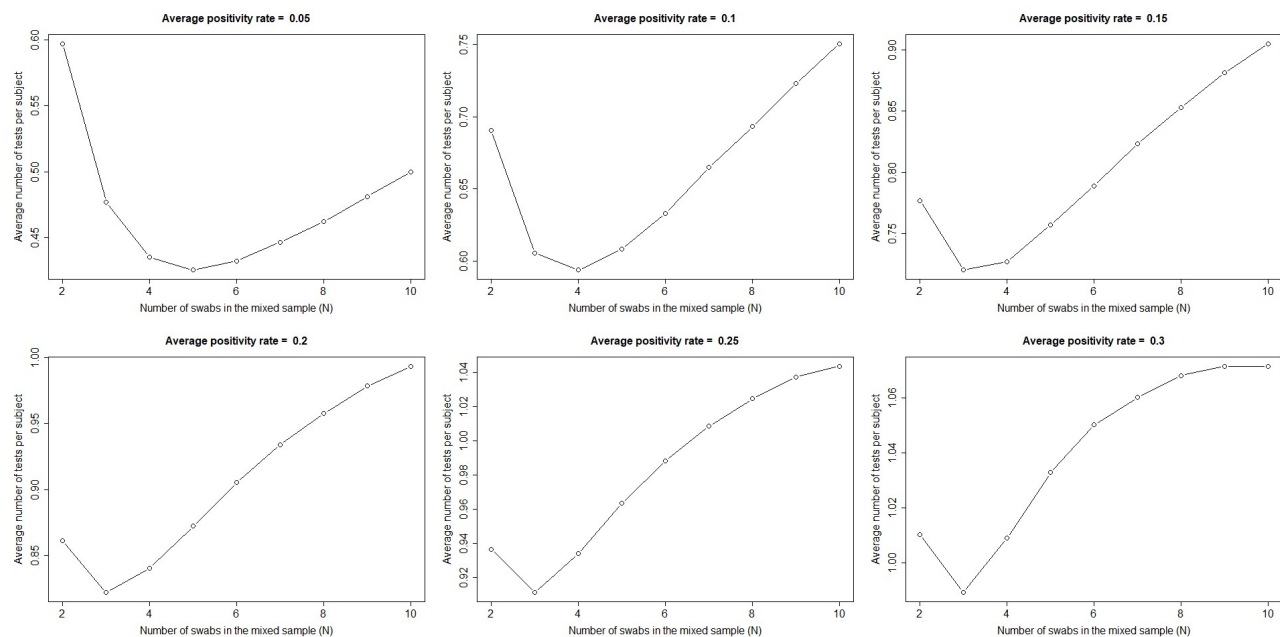 Average positivity rate =  0.05
Average number of tests per subject
0.60
0.55
0.50
0.45
2 4 6 8 10
Number of swabs in the mixed sample (N)
Average positivity rate =  0.1
Average number of tests per subject
0.75
0.70
0.65
0.60
2 4 6 8 10
Number of swabs in the mixed sample (N)
Average positivity rate =  0.15
Average number of tests per subject
0.90
0.85
0.80
0.75
2 4 6 8 10
Number of swabs in the mixed sample (N)
Average positivity rate =  0.2
Average number of tests per subject
1.00
0.95
0.90
0.85
2 4 6 8 10
Number of swabs in the mixed sample (N)
Average positivity rate =  0.25
Average number of tests per subject
1.04
1.02
1.00
0.98
0.96
0.94
0.92
2 4 6 8 10
Number of swabs in the mixed sample (N)
Average positivity rate =  0.3
Average number of tests per subject
1.06
1.04
1.02
1.00
2 4 6 8 10
Number of swabs in the mixed sample (N)